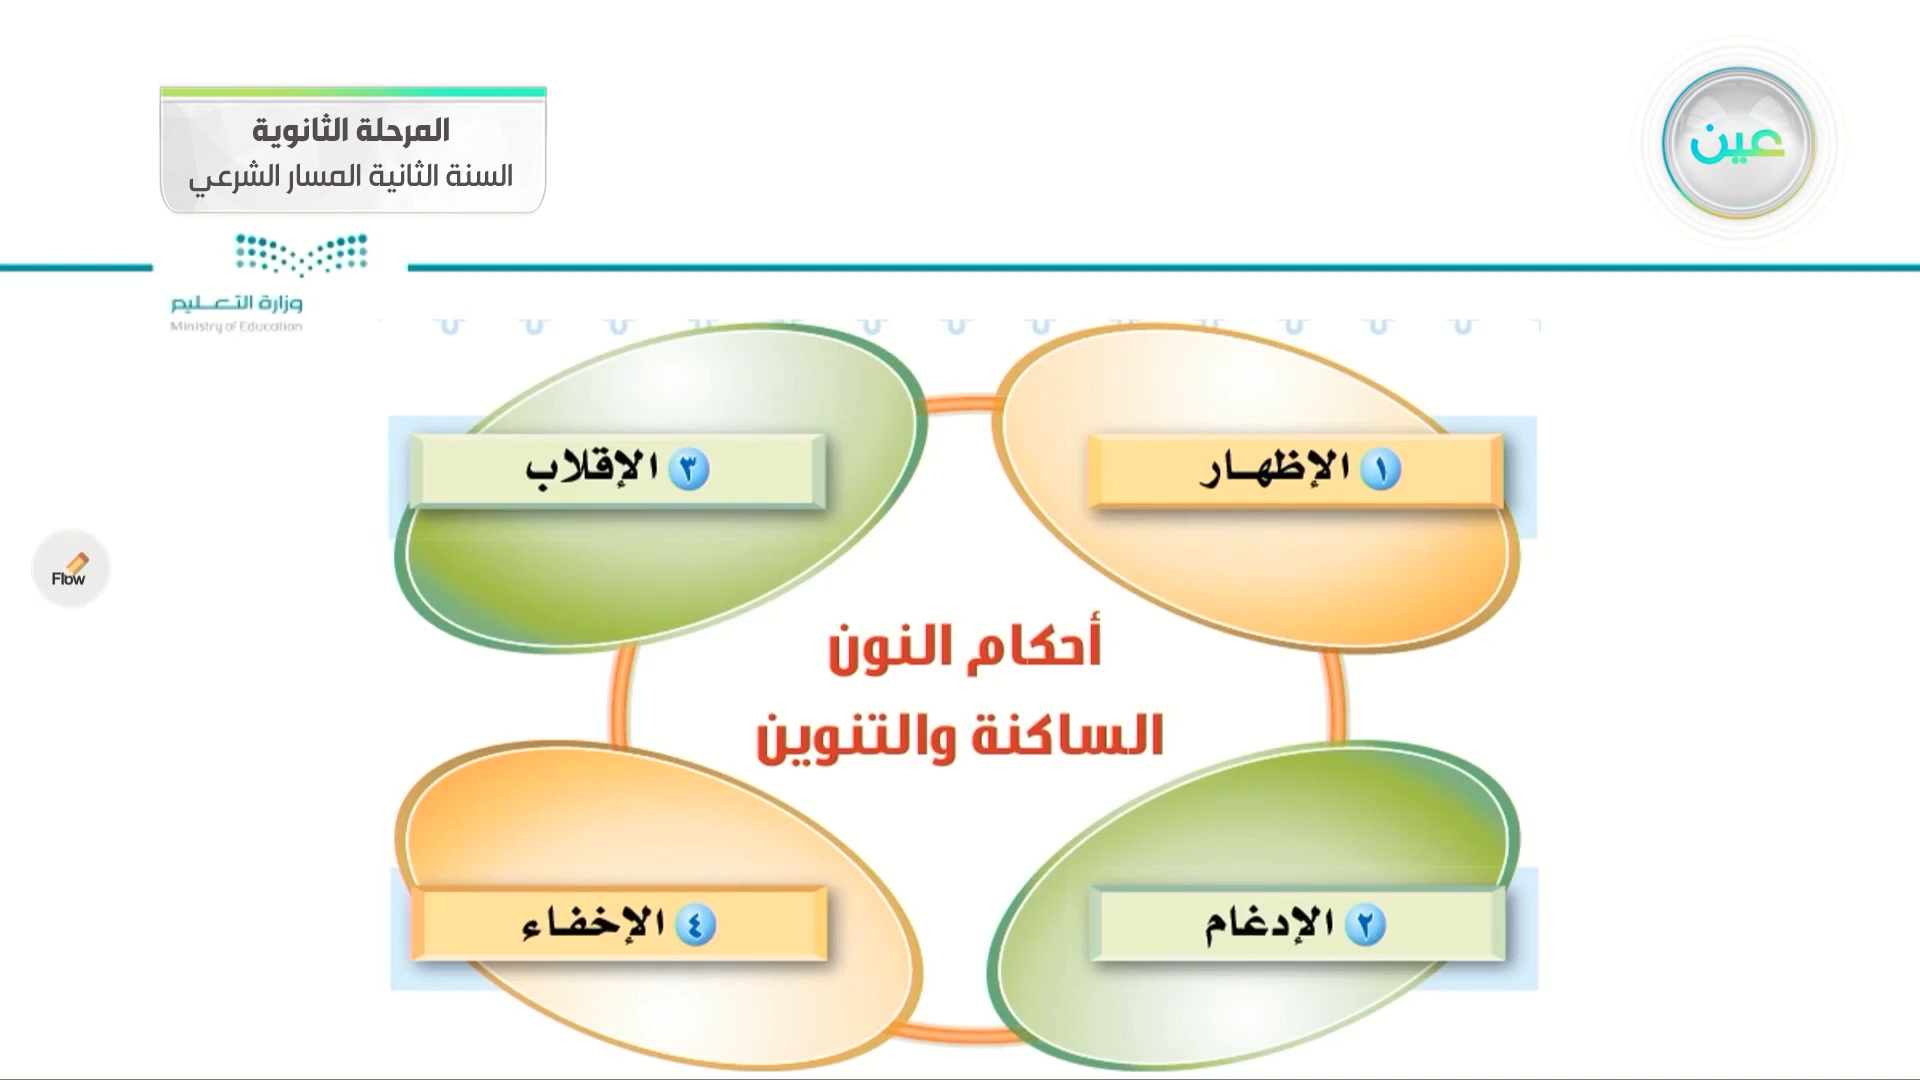 عين
المرحلة الثانوية
السنة الثانية المسار الشرعي
وزارة التعليم
Ministry of Education
١ الإظهار
٣ الإقلاب
Flow
أحكام النون
الساكنة والتنوين
٢ الإدغام
٤ الإخفاء